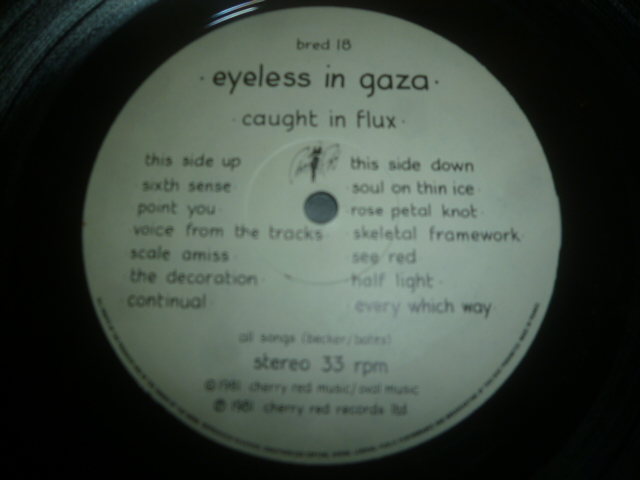 bred 18
· eyeless in gaza ·
· caught in flux ·
this side up
· sixth sense ·
point you ·
voice from the tracks ·
scale amiss ·
the decoration ·
· continual
this side down
· soul on thin ice ·
· rose petal knot ·
skeletal framework ·
see red
half light ·
· every which way
all songs (becker/bates)
stereo 33 rpm
© 1981 cherry red music/
℗ 1981 cherry red records ltd